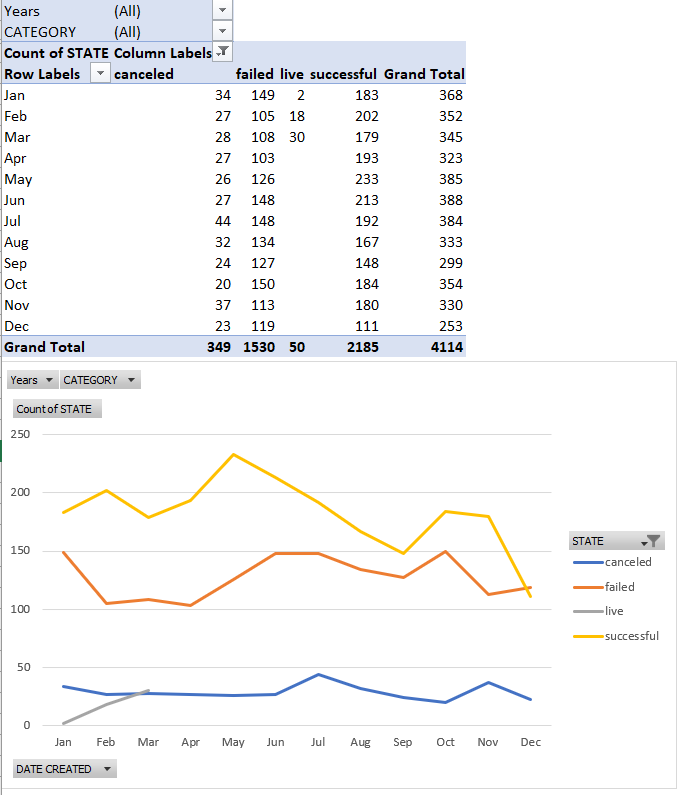 Years (All)
CATEGORY (All)
Count of STATE Column Labels
Row Labels canceled failed live successful Grand Total
Jan 34 149 2 183 368
Feb 27 105 18 202 352
Mar 28 108 30 179 345
Apr 27 103 193 323
May 26 126 233 385
Jun 27 148 213 388
Jul 44 148 192 384
Aug 32 134 167 333
Sep 24 127 148 299
Oct 20 150 184 354
Nov 37 113 180 330
Dec 23 119 111 253
Grand Total 349 1530 50 2185 4114
Years CATEGORY
Count of STATE
250
200
150
100
50
0
Jan Feb Mar Apr May Jun Jul Aug Sep Oct Nov Dec
STATE
canceled
failed
live
successful
DATE CREATED